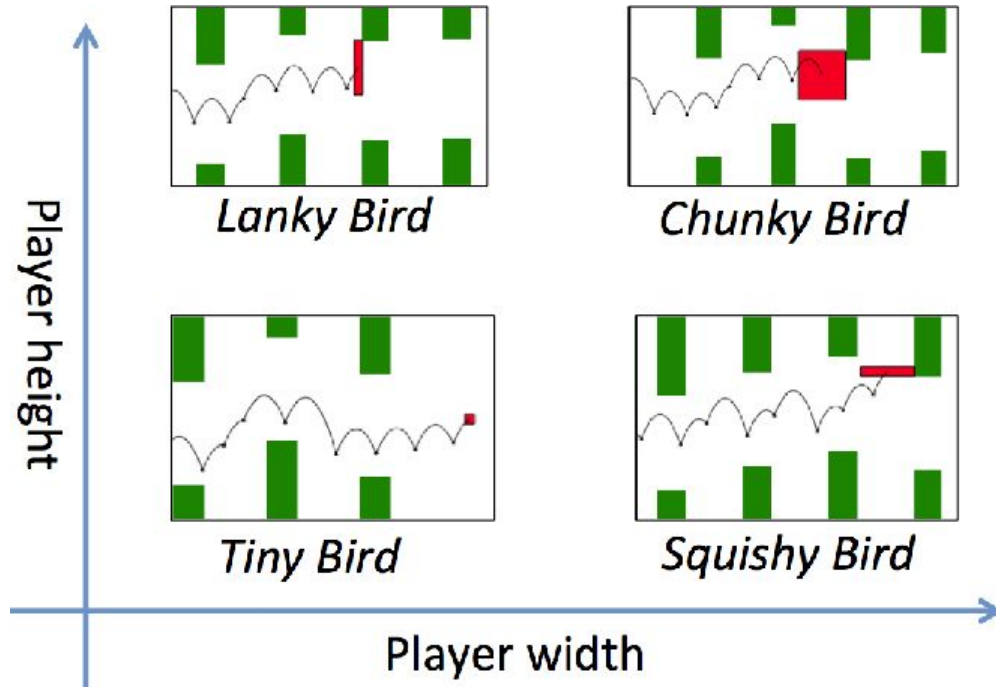 Player height
Lanky Bird
Chunky Bird
Tiny Bird
Squishy Bird
Player width